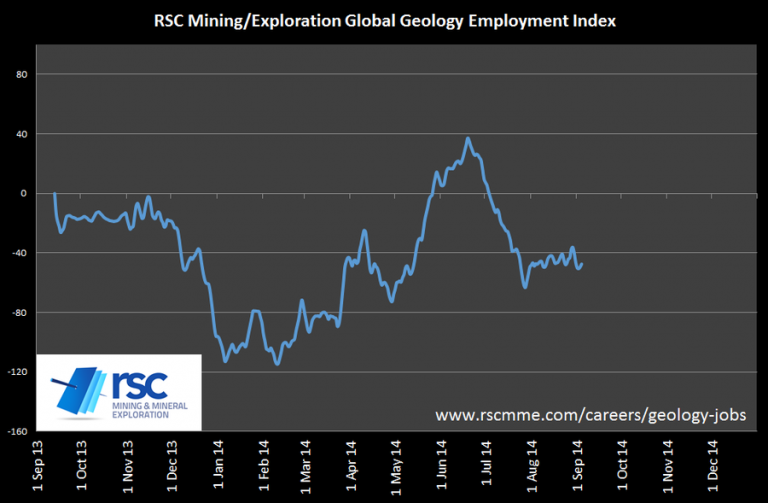 RSC Mining/Exploration Global Geology Employment Index
80
40
0
-40
-80
-120
-160
rsc
MINING & MINERAL
EXPLORATION
www.rscmme.com/careers/geology-jobs
1 Sep 13
1 Oct 13
1 Nov 13
1 Dec 13
1 Jan 14
1 Feb 14
1 Mar 14
1 Apr 14
1 May 14
1 Jun 14
1 Jul 14
1 Aug 14
1 Sep 14
1 Oct 14
1 Nov 14
1 Dec 14